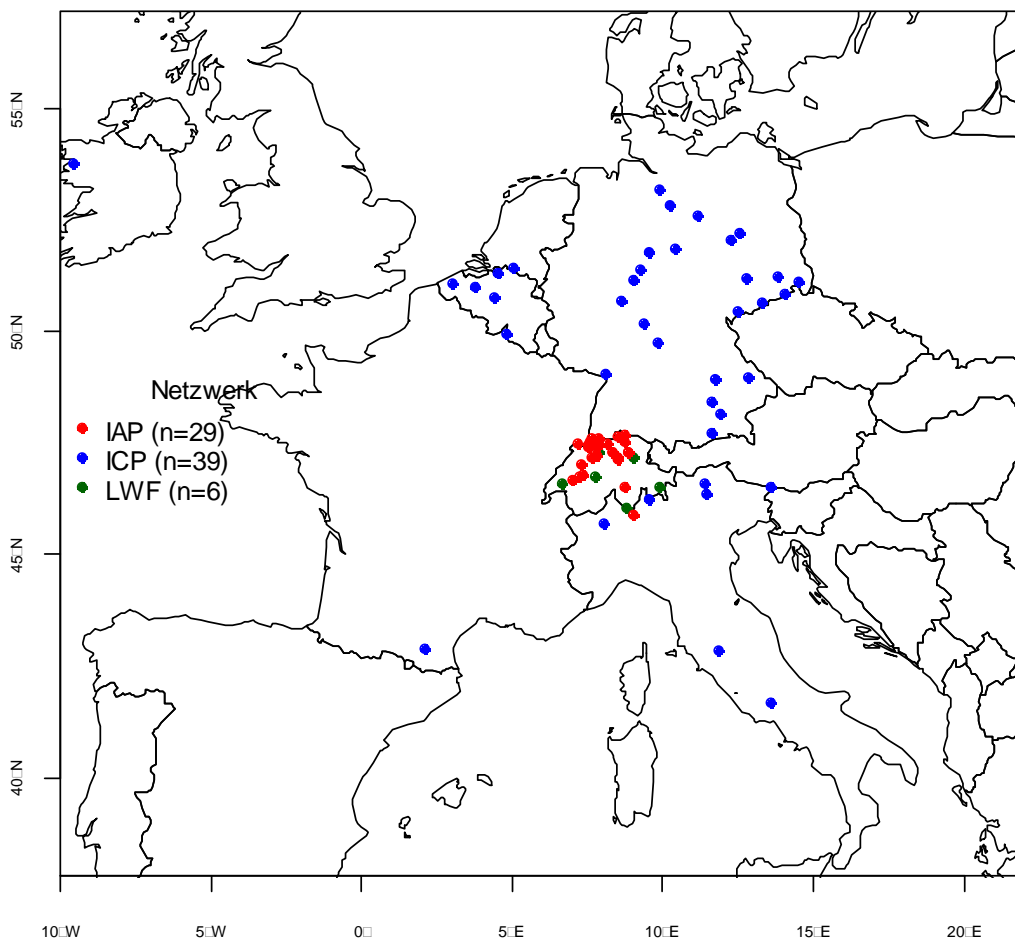 55□N
50□N
45□N
40□N
Netzwerk
IAP (n=29)
ICP (n=39)
LWF (n=6)
10□W
5□W
0□
5□E
10□E
15□E
20□E